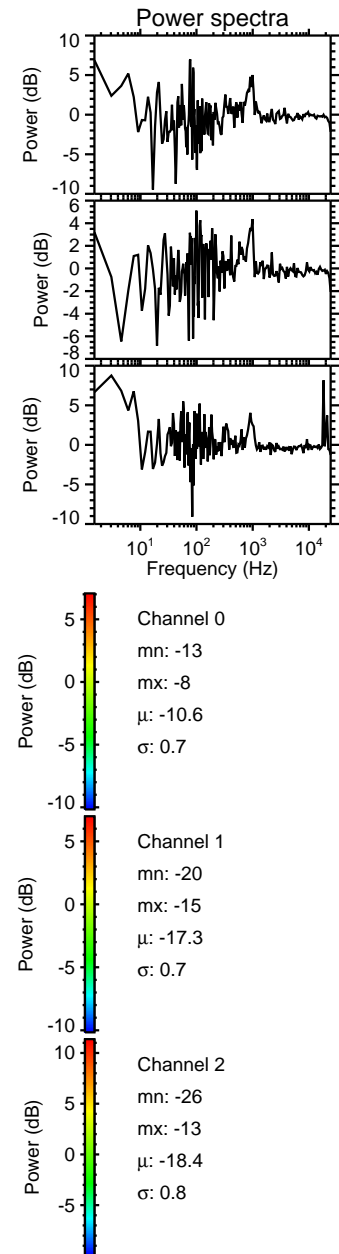 Power spectra
10
5
0
-5
-10
Power (dB)
6
4
2
0
-2
-4
-6
-8
Power (dB)
10
5
0
-5
-10
Power (dB)
10¹ 10² 10³ 10⁴
Frequency (Hz)
5
0
-5
-10
Power (dB)
Channel 0
mn: -13
mx: -8
μ: -10.6
σ: 0.7
5
0
-5
-10
Power (dB)
Channel 1
mn: -20
mx: -15
μ: -17.3
σ: 0.7
10
5
0
-5
Power (dB)
Channel 2
mn: -26
mx: -13
μ: -18.4
σ: 0.8